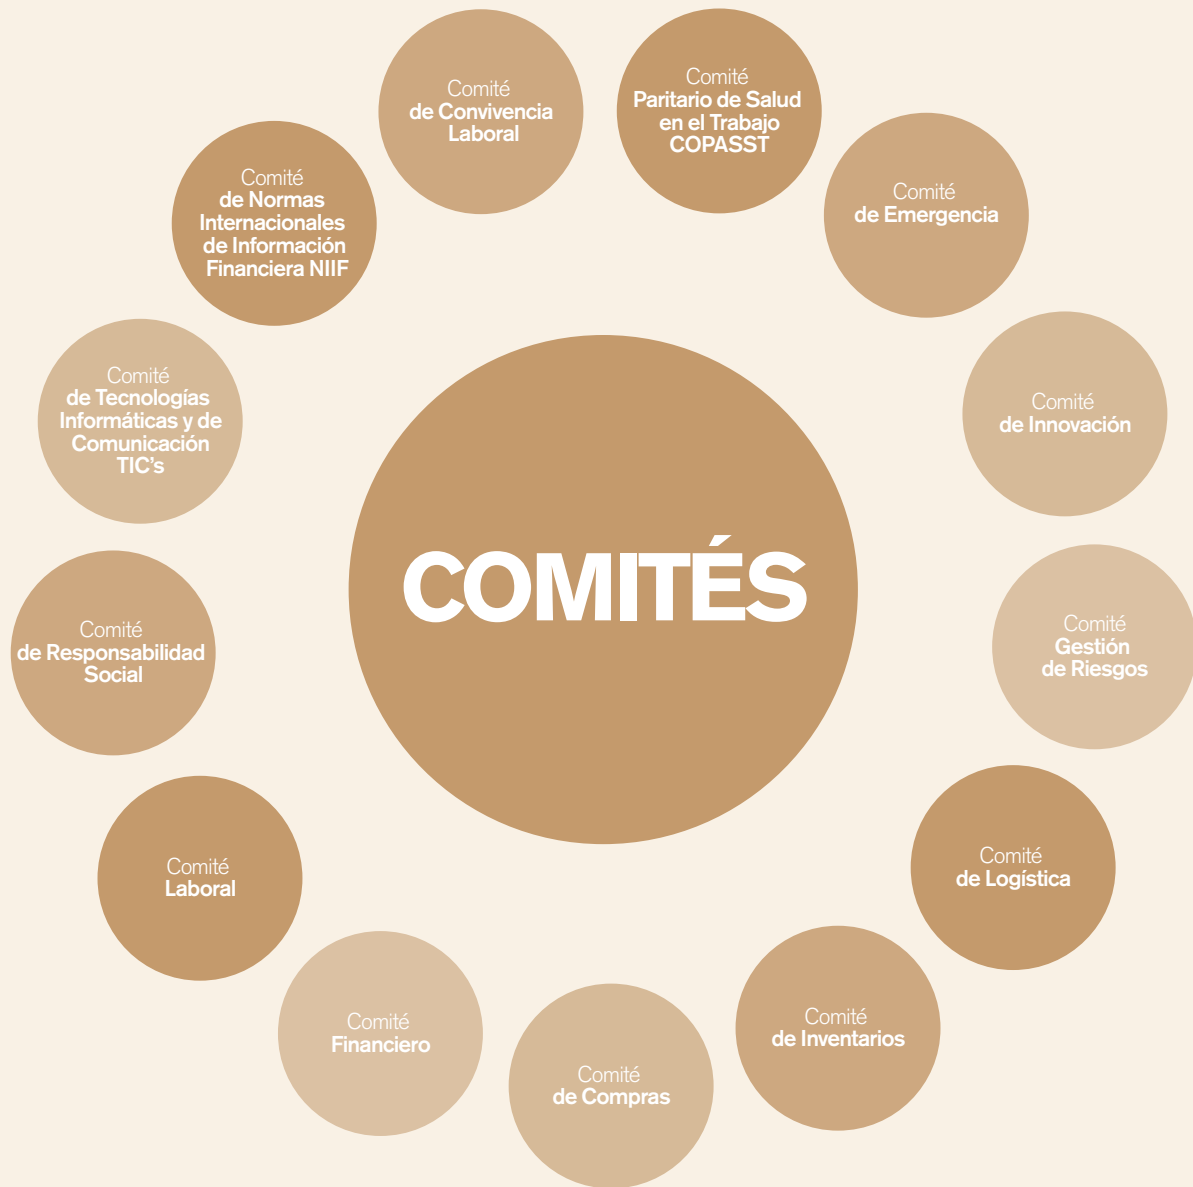 Comité
de Convivencia
Laboral
Comité
Paritario de Salud
en el Trabajo
COPASST
Comité
de Emergencia
Comité
de Innovación
Comité
Gestión
de Riesgos
Comité
de Logística
Comité
de Inventarios
Comité
de Compras
Comité
Financiero
Comité
Laboral
Comité
de Responsabilidad
Social
Comité
de Tecnologías
Informáticas y de
Comunicación
TIC's
Comité
de Normas
Internacionales
de Información
Financiera NIIF
COMITÉS